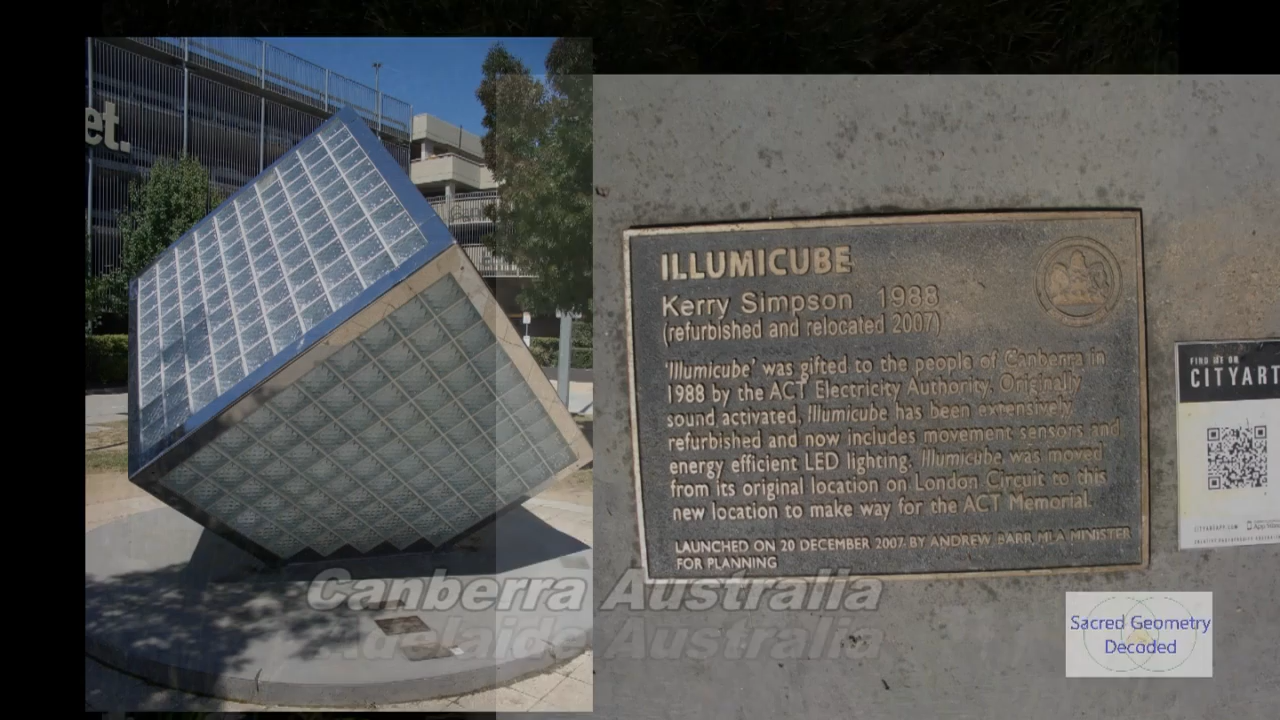 et.
ILLUMICUBE
Kerry Simpson 1988
(refurbished and relocated 2007)
'Illumicube' was gifted to the people of Canberra in
1988 by the ACT Electricity Authority. Originally
sound activated, Illumicube has been extensively
refurbished and now includes movement sensors and
energy efficient LED lighting. Illumicube was moved
from its original location on London Circuit to this
new location to make way for the ACT Memorial.
LAUNCHED ON 20 DECEMBER 2007 BY ANDREW BARR MLA MINISTER
FOR PLANNING
FIND US ON
CITYART
Canberra Australia
Adelaide Australia
Sacred Geometry
Decoded